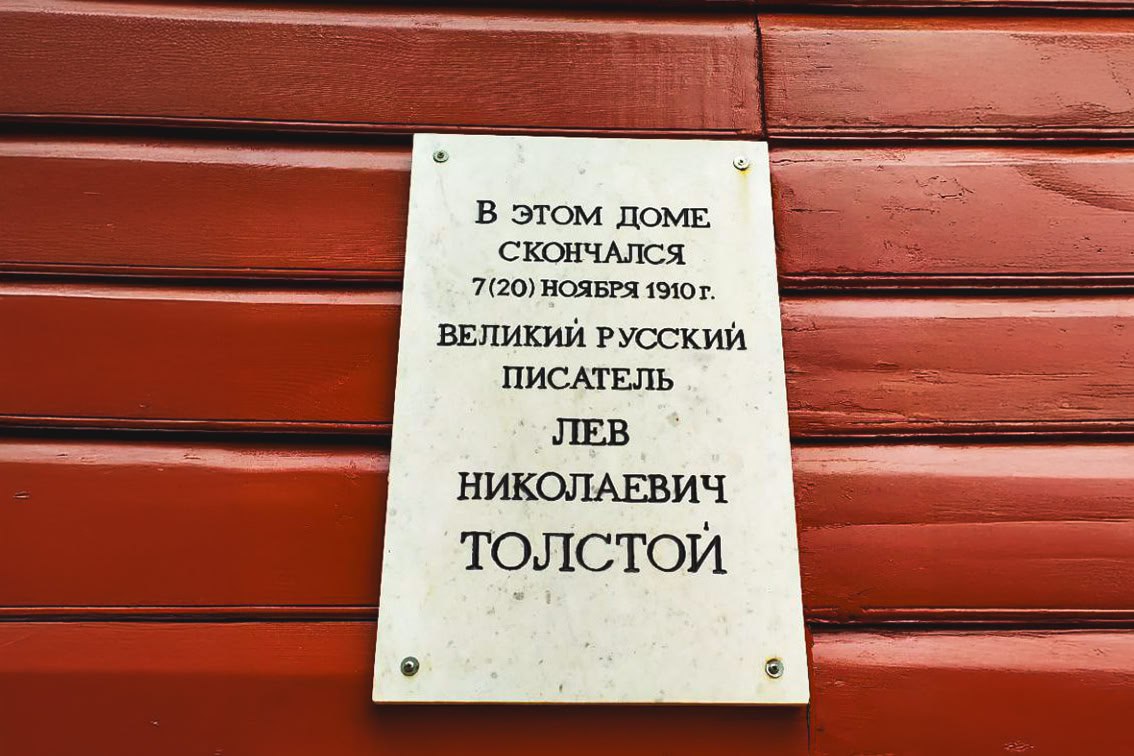 В ЭТОМ ДОМЕ
СКОНЧАЛСЯ
7(20) НОЯБРЯ 1910 г.
ВЕЛИКИЙ РУССКИЙ
ПИСАТЕЛЬ
ЛЕВ
НИКОЛАЕВИЧ
ТОЛСТОЙ